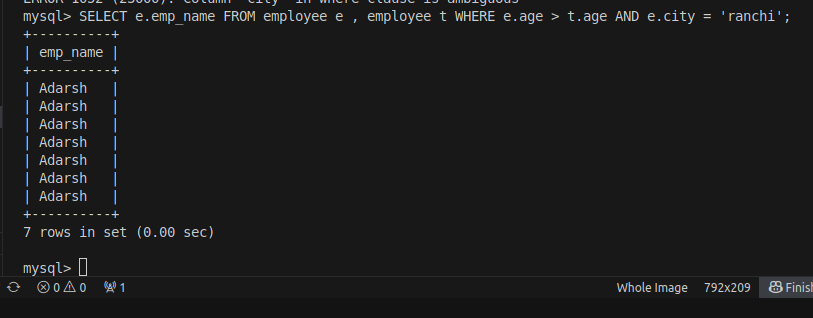 ERROR 1052 (23000): Column 'city' in where clause is ambiguous
mysql> SELECT e.emp_name FROM employee e , employee t WHERE e.age > t.age AND e.city = 'ranchi';
+----------+
| emp_name |
+----------+
| Adarsh   |
| Adarsh   |
| Adarsh   |
| Adarsh   |
| Adarsh   |
| Adarsh   |
| Adarsh   |
+----------+
7 rows in set (0.00 sec)
mysql>
0 0 1 Whole Image 792x209 Finish